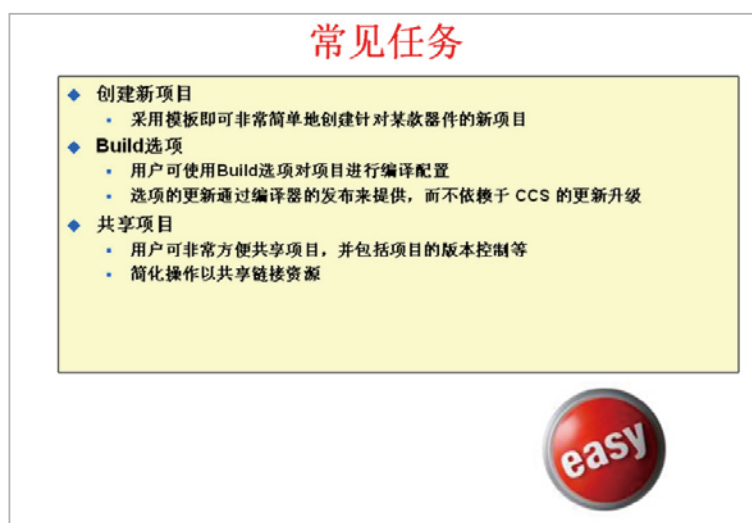 常见任务
创建新项目
采用模板即可非常简单地创建针对某款器件的新项目
Build选项
用户可使用Build选项对项目进行编译配置
选项的更新通过编译器的发布来提供，而不依赖于 CCS 的更新升级
共享项目
用户可非常方便共享项目，并包括项目的版本控制等
简化操作以共享链接资源
easy